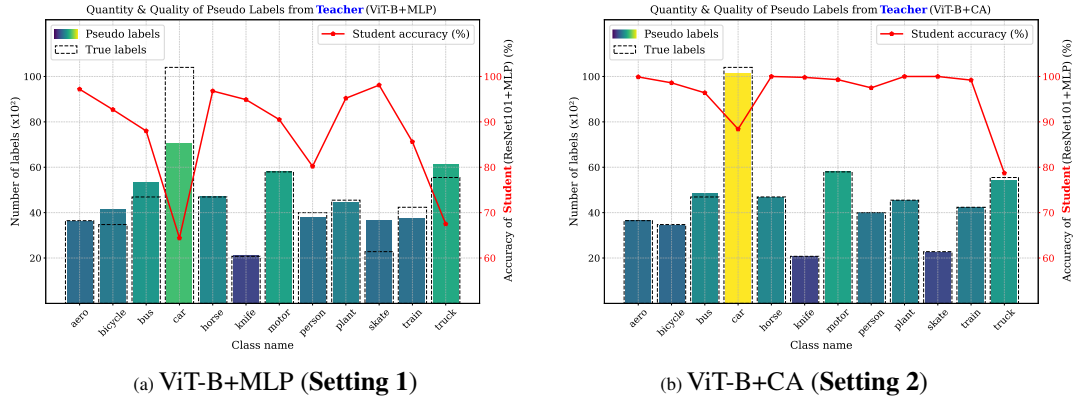 Quantity & Quality of Pseudo Labels from Teacher (ViT-B+MLP)
Pseudo labels
True labels
Student accuracy (%)
Number of labels (x10²)
100
80
60
40
20
100
90
80
70
60
Accuracy of Student (ResNet101+MLP) (%)
aero
bicycle
bus
car
horse
knife
motor
person
plant
skate
train
truck
Class name
(a) ViT-B+MLP (Setting 1)
Quantity & Quality of Pseudo Labels from Teacher (ViT-B+CA)
Pseudo labels
True labels
Student accuracy (%)
Number of labels (x10²)
100
80
60
40
20
100
90
80
70
60
Accuracy of Student (ResNet101+MLP) (%)
aero
bicycle
bus
car
horse
knife
motor
person
plant
skate
train
truck
Class name
(b) ViT-B+CA (Setting 2)